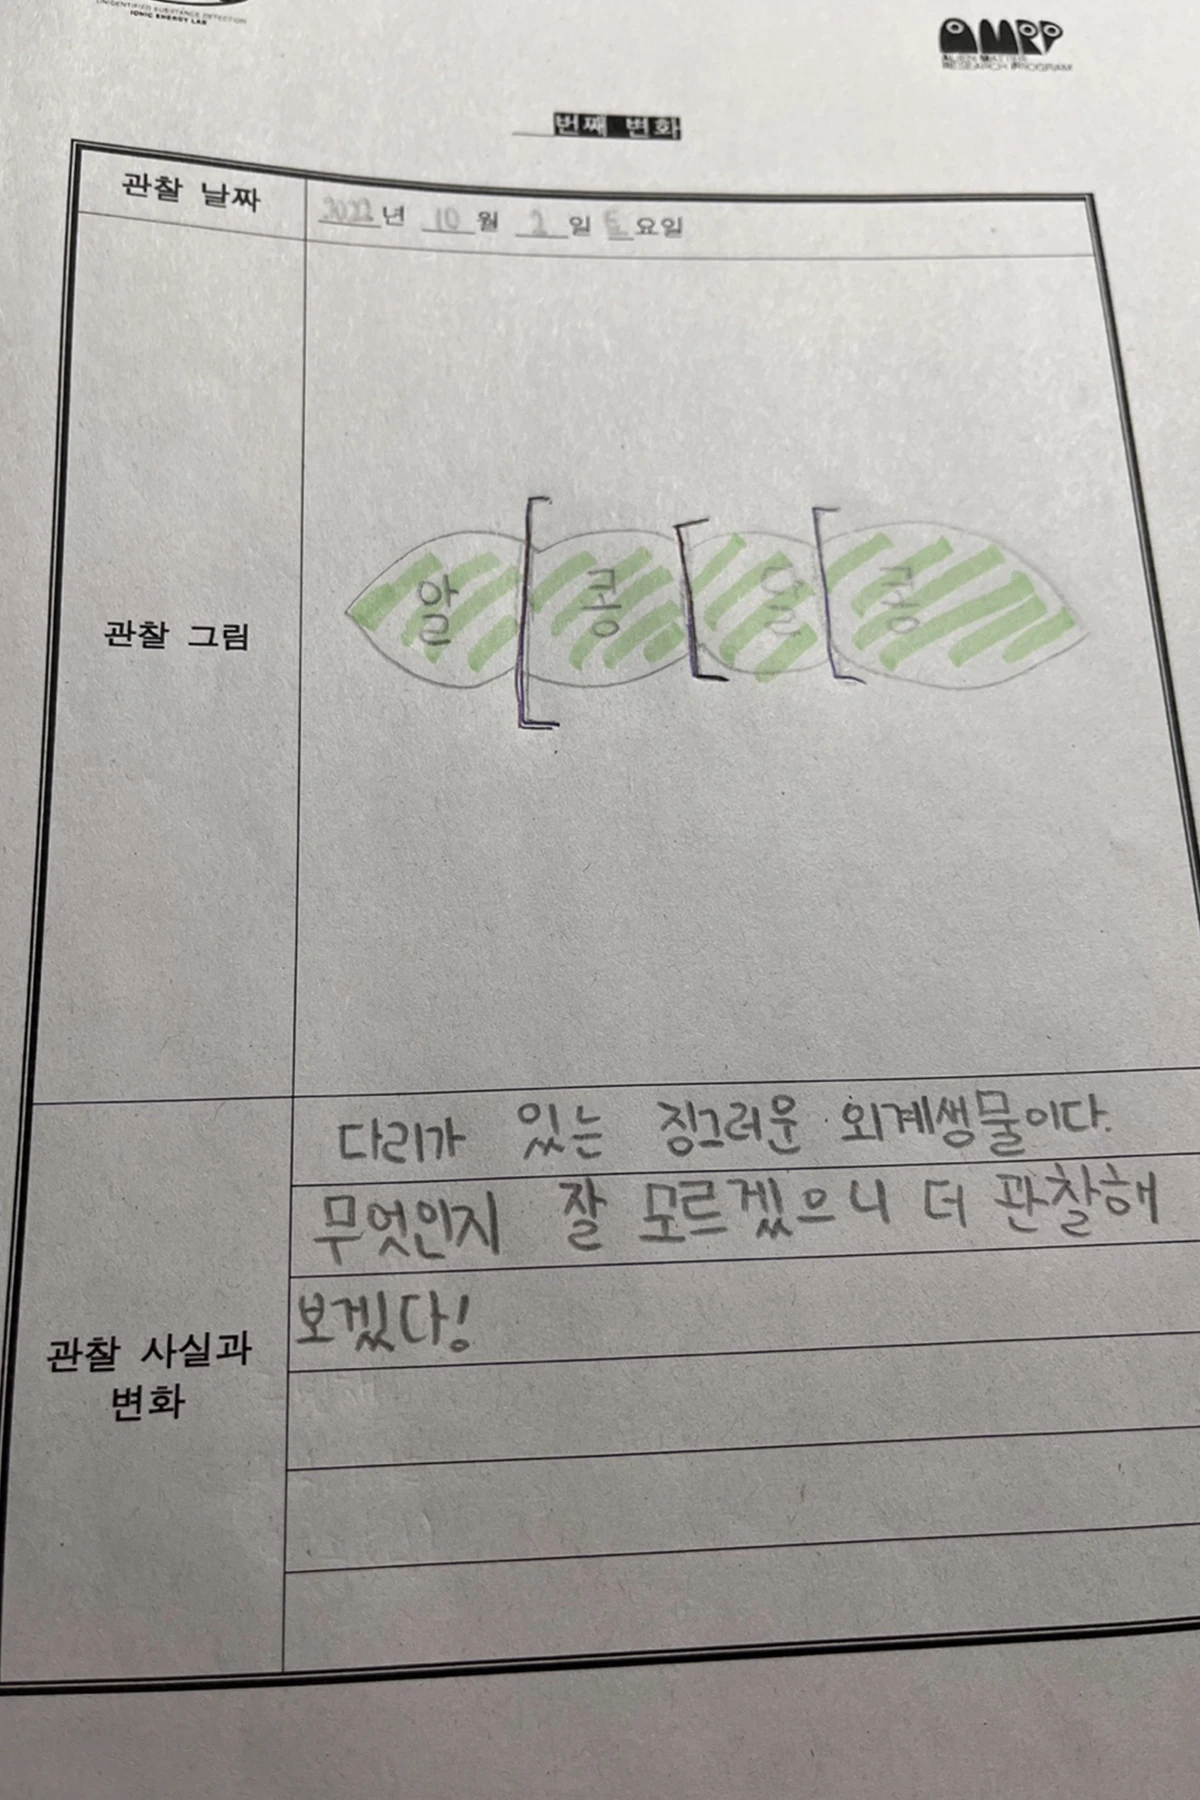 UNIDENTIFIED SUBSTANCE DETECTION
IONIC ENERGY LAB
AMRP
ALIEN MATTER
RESEARCH PROGRAM
번째 변화
관찰 날짜
2022년 10월 2일 요일
관찰 그림
알 콩 달 콩
다리가 있는 징그러운 외계생물이다.
무엇인지 잘 모르겠으니 더 관찰해
보겠다!
관찰 사실과
변화